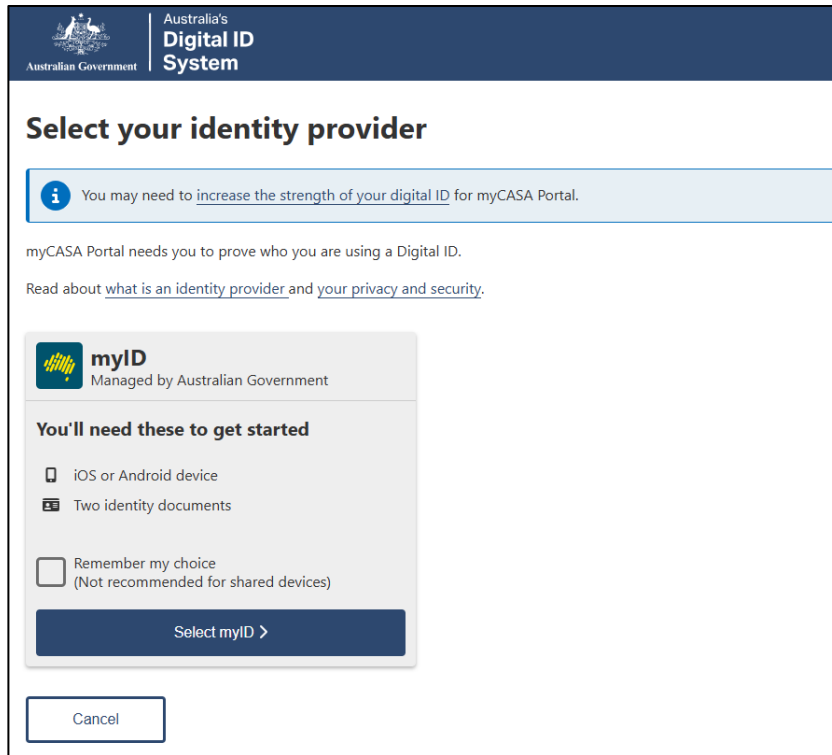 Australian Government
Australia's
Digital ID
System
Select your identity provider
You may need to increase the strength of your digital ID for myCASA Portal.
myCASA Portal needs you to prove who you are using a Digital ID.
Read about what is an identity provider and your privacy and security.
myID
Managed by Australian Government
You'll need these to get started
iOS or Android device
Two identity documents
Remember my choice
(Not recommended for shared devices)
Select myID
Cancel